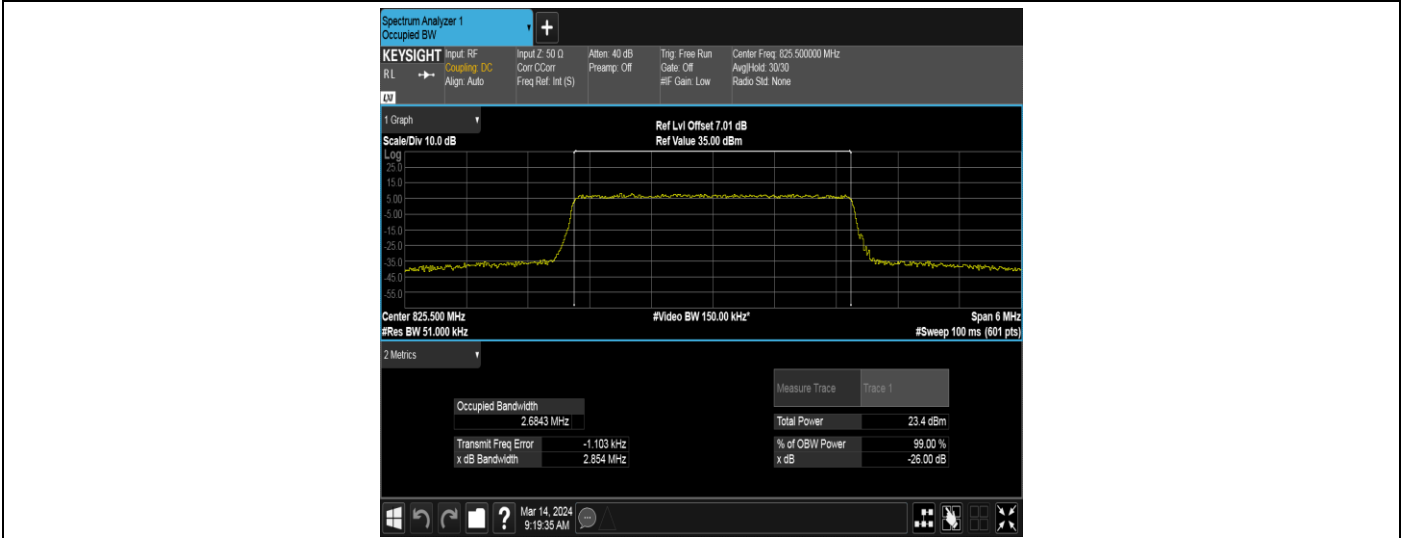 Spectrum Analyzer 1
Occupied BW
+
KEYSIGHT Input: RF Input Z: 50 Ω Atten: 40 dB Trig: Free Run Center Freq: 825.500000 MHz
RL Coupling: DC Corr CCorr Preamp: Off Gate: Off Avg|Hold: 30/30
Align: Auto Freq Ref: Int (S) #IF Gain: Low Radio Std: None
LXI
1 Graph Ref Lvl Offset 7.01 dB
Scale/Div 10.0 dB Ref Value 35.00 dBm
Log
25.0
15.0
5.00
-5.00
-15.0
-25.0
-35.0
-45.0
-55.0
Center 825.500 MHz #Video BW 150.00 kHz* Span 6 MHz
#Res BW 51.000 kHz #Sweep 100 ms (601 pts)
2 Metrics
Measure Trace Trace 1
Occupied Bandwidth
2.6843 MHz Total Power 23.4 dBm
Transmit Freq Error -1.103 kHz % of OBW Power 99.00 %
x dB Bandwidth 2.854 MHz x dB -26.00 dB
? Mar 14, 2024
9:19:35 AM